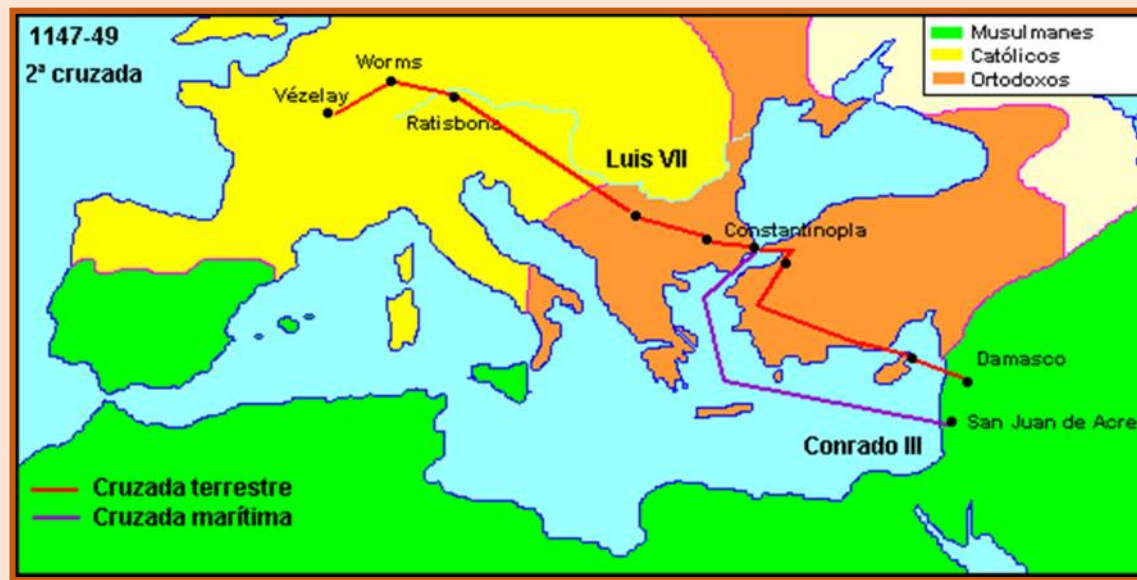 1147-49
2ª cruzada
Musulmanes
Católicos
Ortodoxos
Worms
Vézelay
Ratisbona
Luis VII
Constantinopla
Damasco
San Juan de Acre
Conrado III
Cruzada terrestre
Cruzada marítima